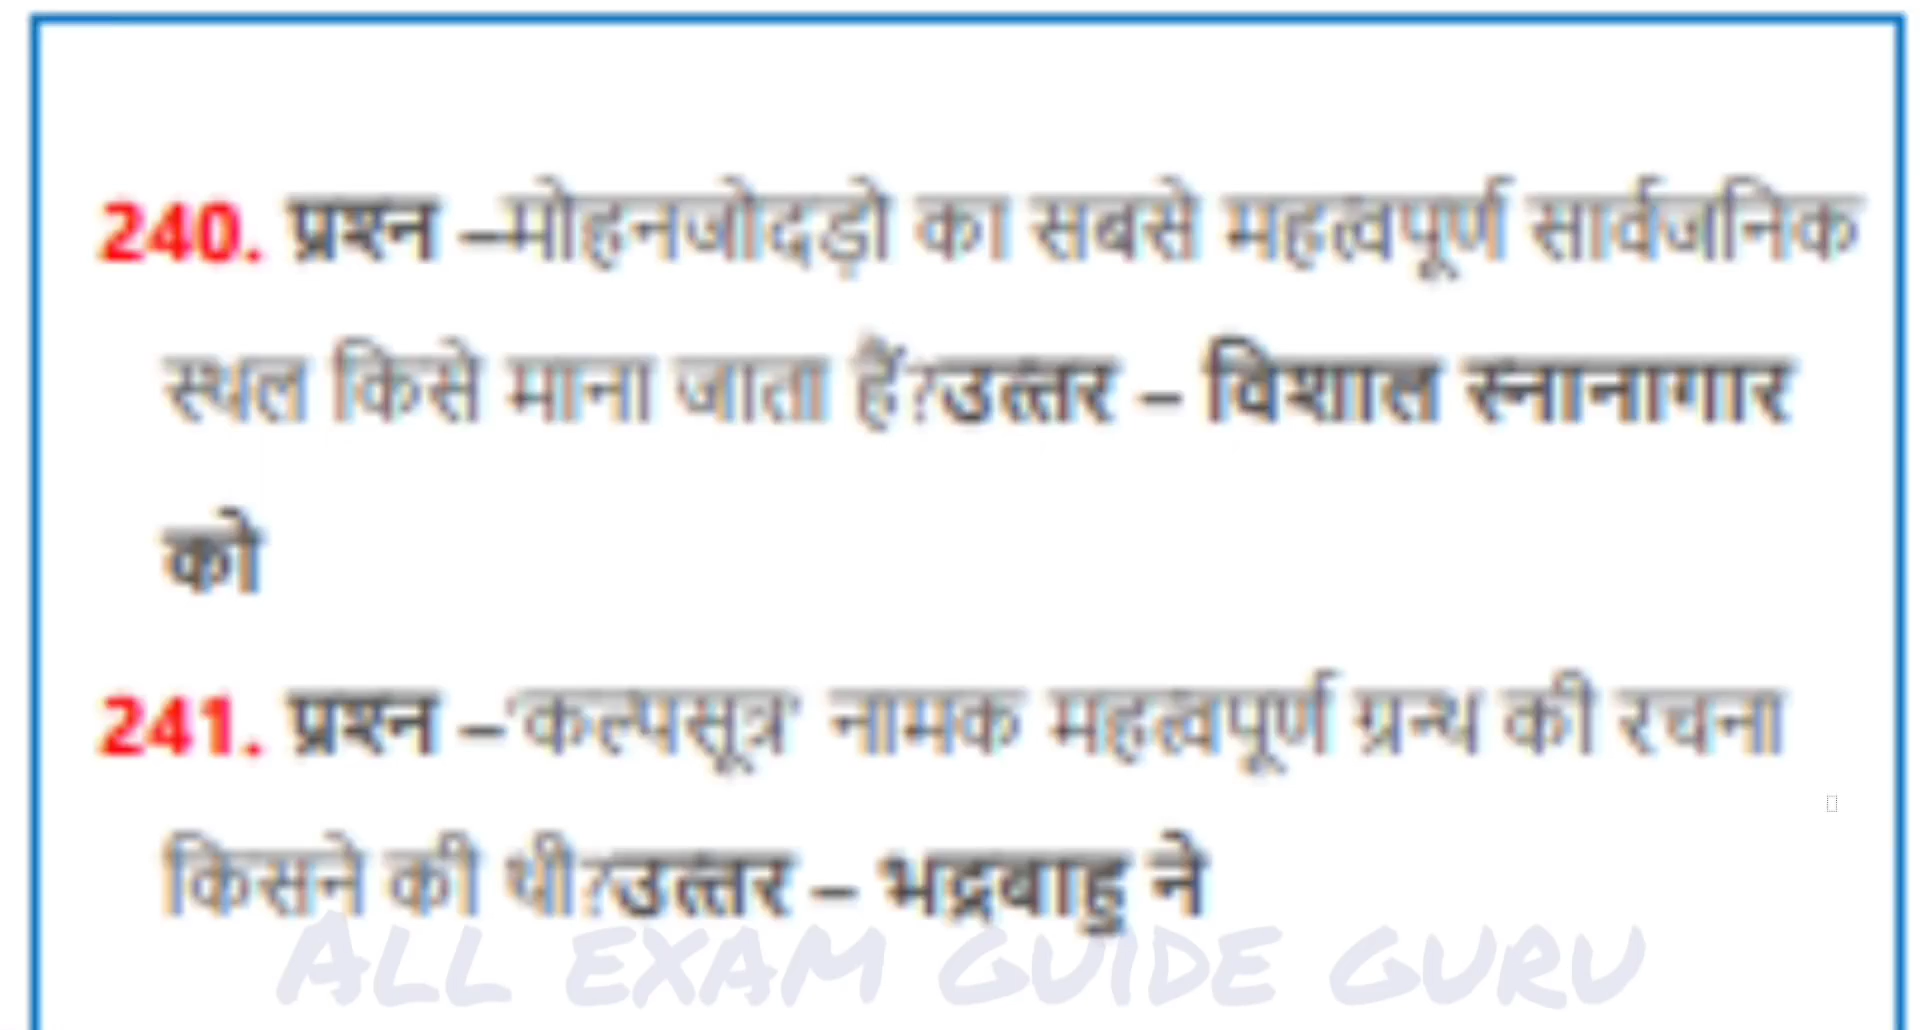 240. प्रश्न –मोहनजोदड़ो का सबसे महत्वपूर्ण सार्वजनिक
स्थल किसे माना जाता हैं?उत्तर – विशाल स्नानागार
को
241. प्रश्न –'कल्पसूत्र' नामक महत्वपूर्ण ग्रन्थ की रचना
किसने की थी?उत्तर – भद्रबाहु ने
ALL EXAM GUIDE GURU